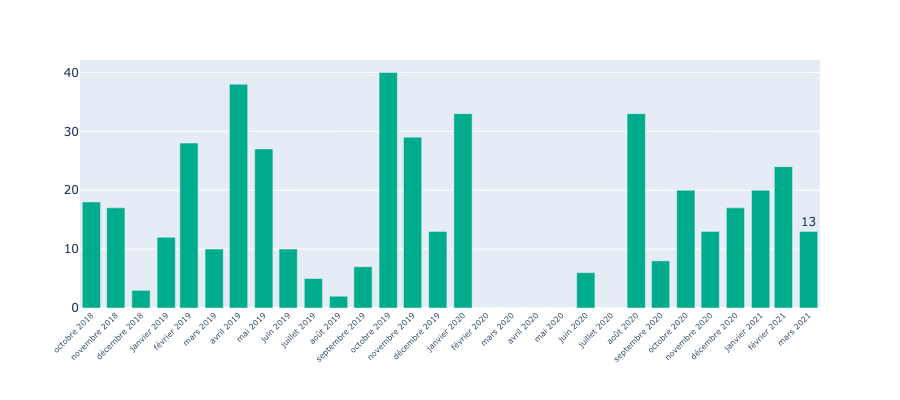 40
30
20
10
0
13
octobre 2018
novembre 2018
décembre 2018
janvier 2019
février 2019
mars 2019
avril 2019
mai 2019
juin 2019
juillet 2019
août 2019
septembre 2019
octobre 2019
novembre 2019
décembre 2019
janvier 2020
février 2020
mars 2020
avril 2020
mai 2020
juin 2020
juillet 2020
août 2020
septembre 2020
octobre 2020
novembre 2020
décembre 2020
janvier 2021
février 2021
mars 2021